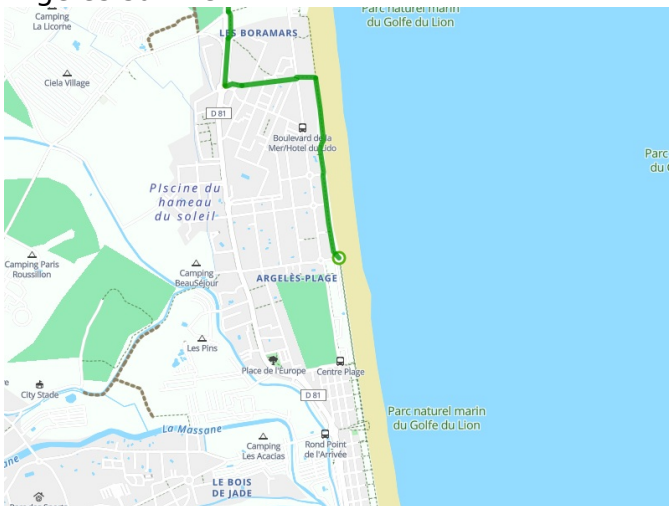 Camping
La Licorne
LES BORAMARS
Parc naturel marin
du Golfe du Lion
Ciela Village
D 81
Boulevard de la
Mer/Hotel du Lido
Parc
du
PIscine du
hameau
du soleil
Camping Paris
Roussillon
Camping
BeauSéjour
ARGELÈS-PLAGE
Les Pins
Place de l'Europe
Centre Plage
City Stade
D 81
Parc naturel marin
du Golfe du Lion
La Massane
Camping
Les Acacias
Rond Point
de l'Arrivée
LE BOIS
DE JADE